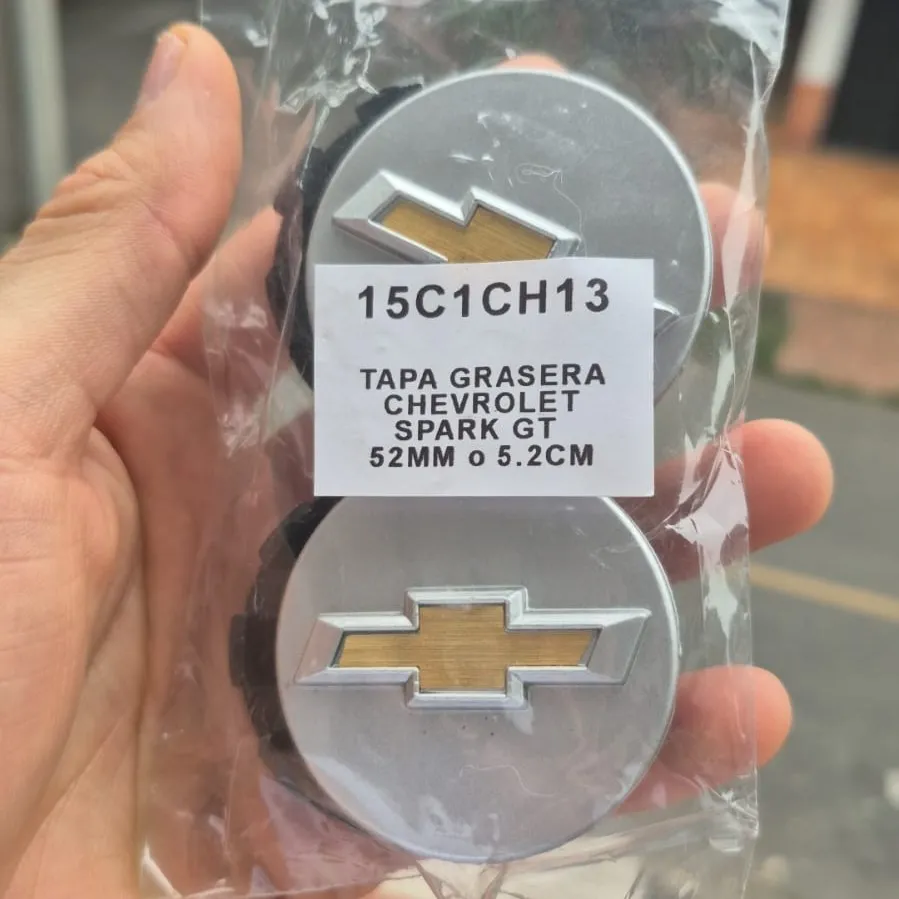 15C1CH13
TAPA GRASERA
CHEVROLET
SPARK GT
52MM o 5.2CM